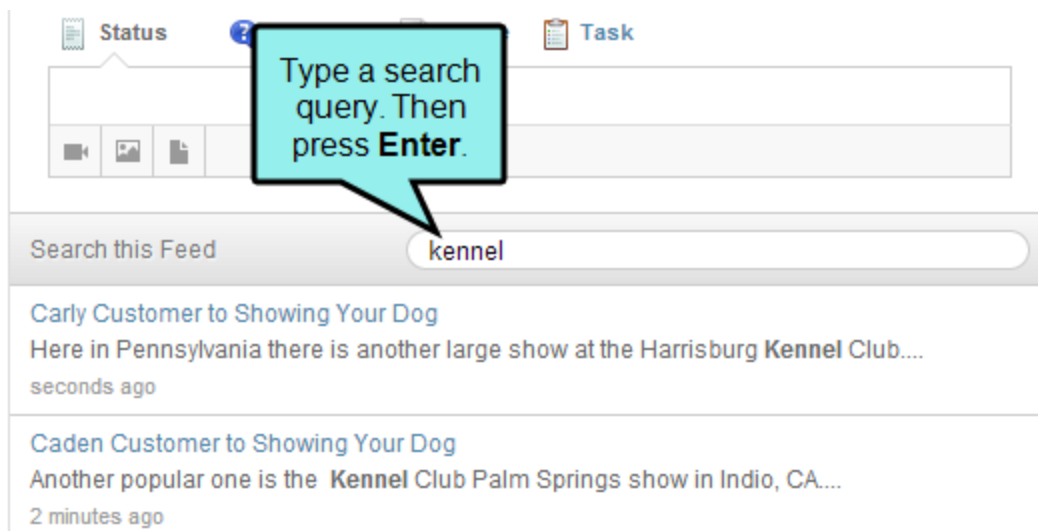 Status
Task
Type a search
query. Then
press Enter.
Search this Feed
kennel
Carly Customer to Showing Your Dog
Here in Pennsylvania there is another large show at the Harrisburg Kennel Club....
seconds ago
Caden Customer to Showing Your Dog
Another popular one is the Kennel Club Palm Springs show in Indio, CA....
2 minutes ago